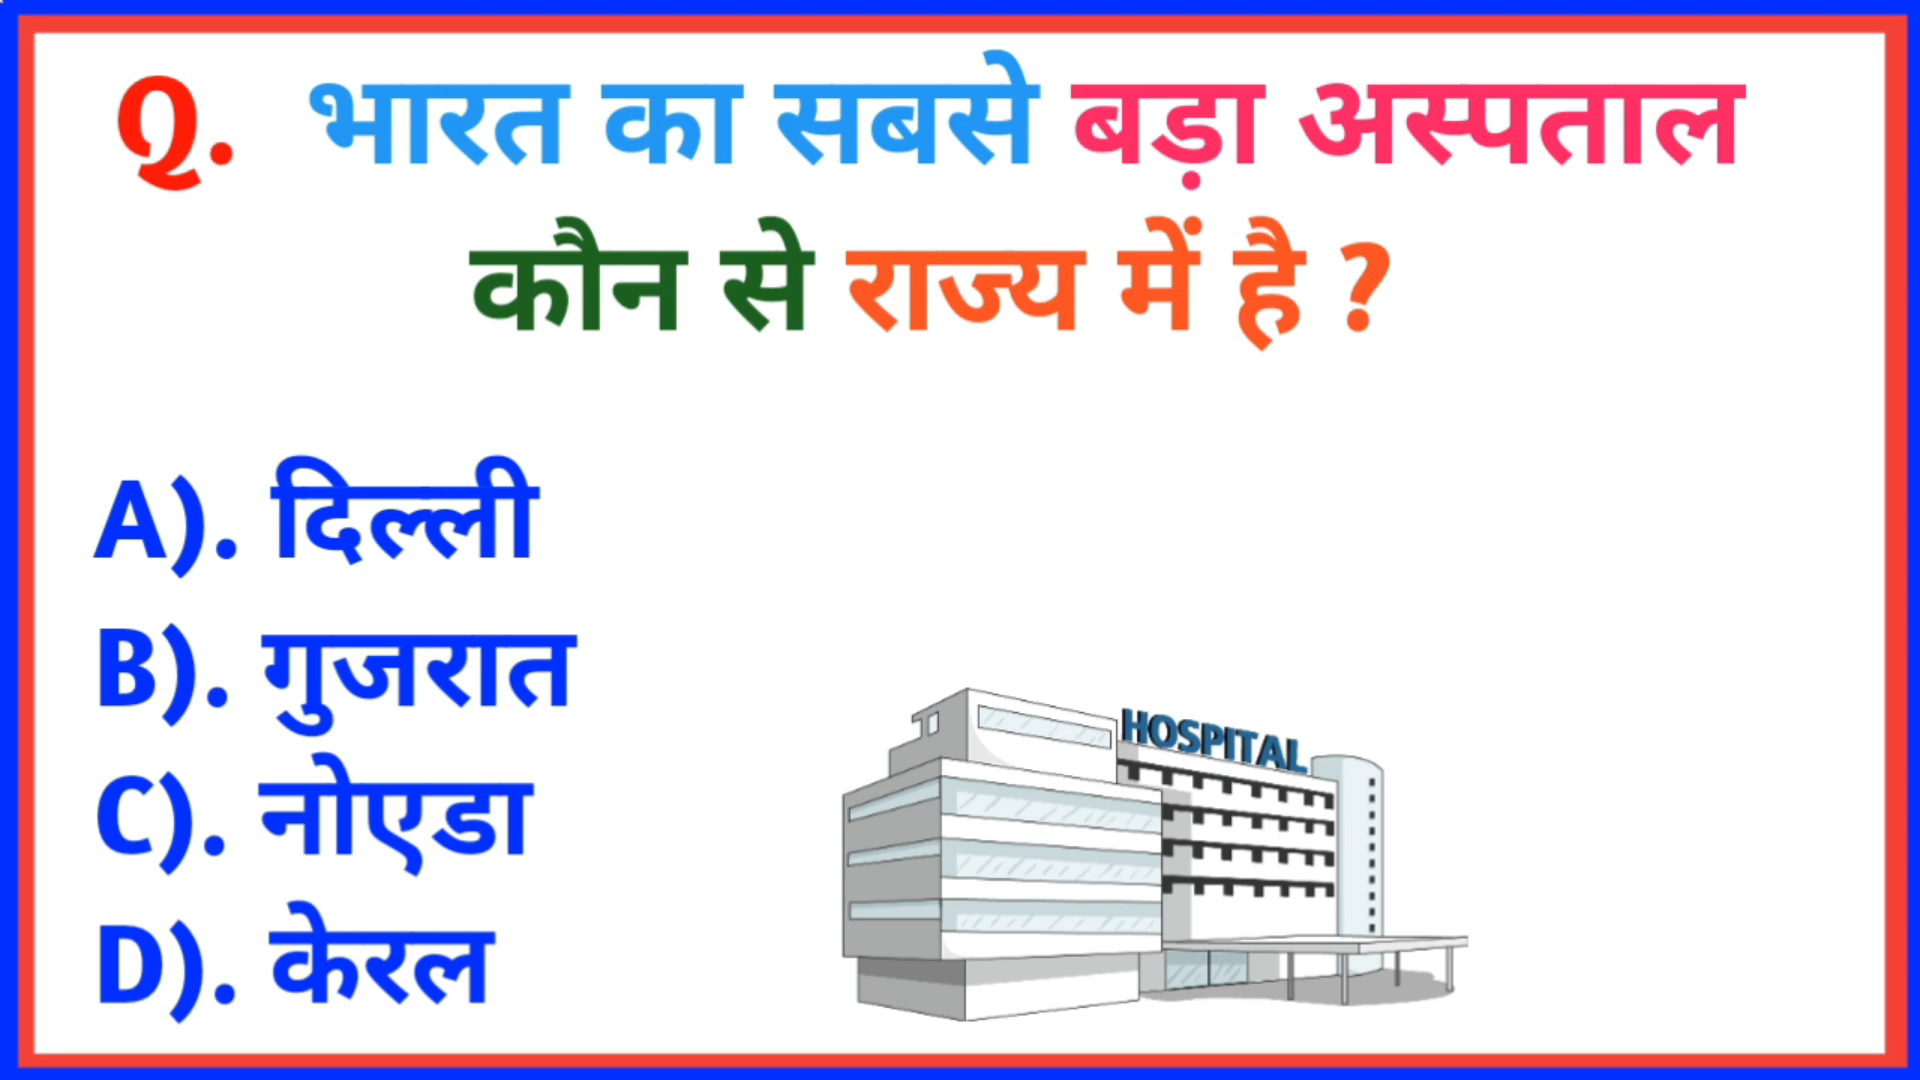 Q. भारत का सबसे बड़ा अस्पताल
कौन से राज्य में है ?
A). दिल्ली
B). गुजरात
C). नोएडा
D). केरल
HOSPITAL